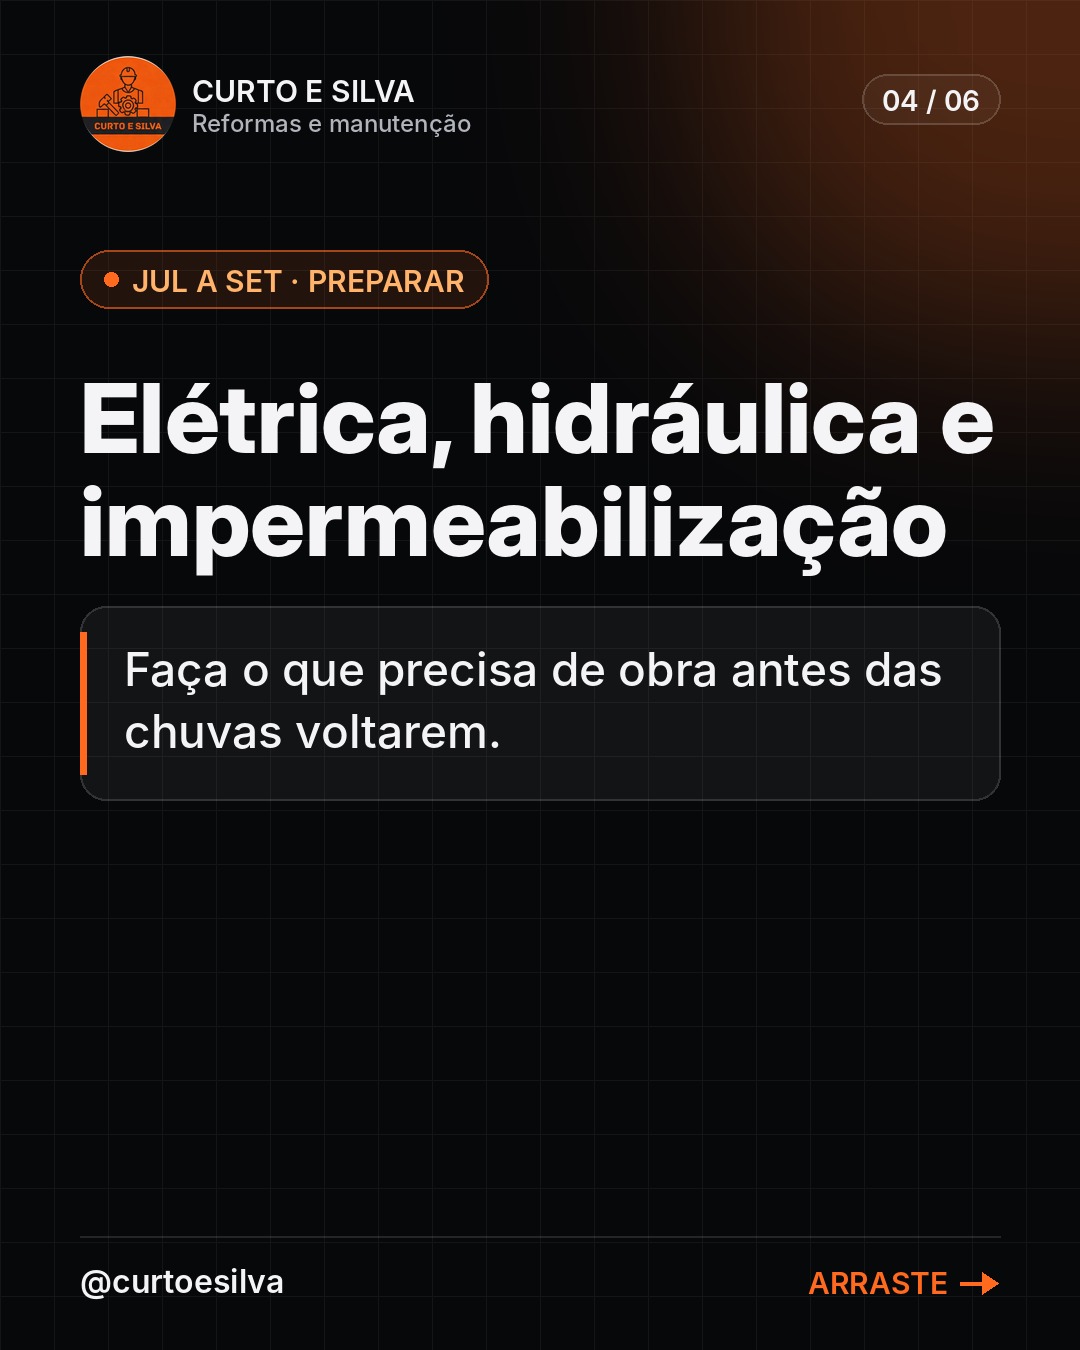 CURTO E SILVA
CURTO E SILVA
Reformas e manutenção
04 / 06
JUL A SET · PREPARAR
Elétrica, hidráulica e
impermeabilização
Faça o que precisa de obra antes das
chuvas voltarem.
@curtoesilva
ARRASTE